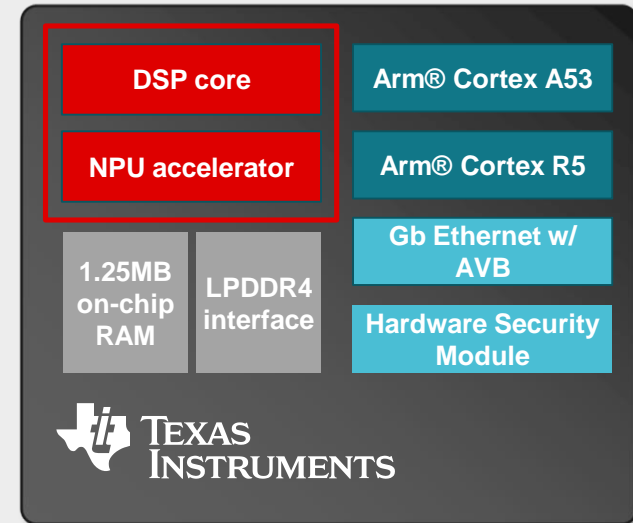 DSP core
NPU accelerator
1.25MB
on-chip
RAM
LPDDR4
interface
Arm® Cortex A53
Arm® Cortex R5
Gb Ethernet w/
AVB
Hardware Security
Module
TEXAS
INSTRUMENTS